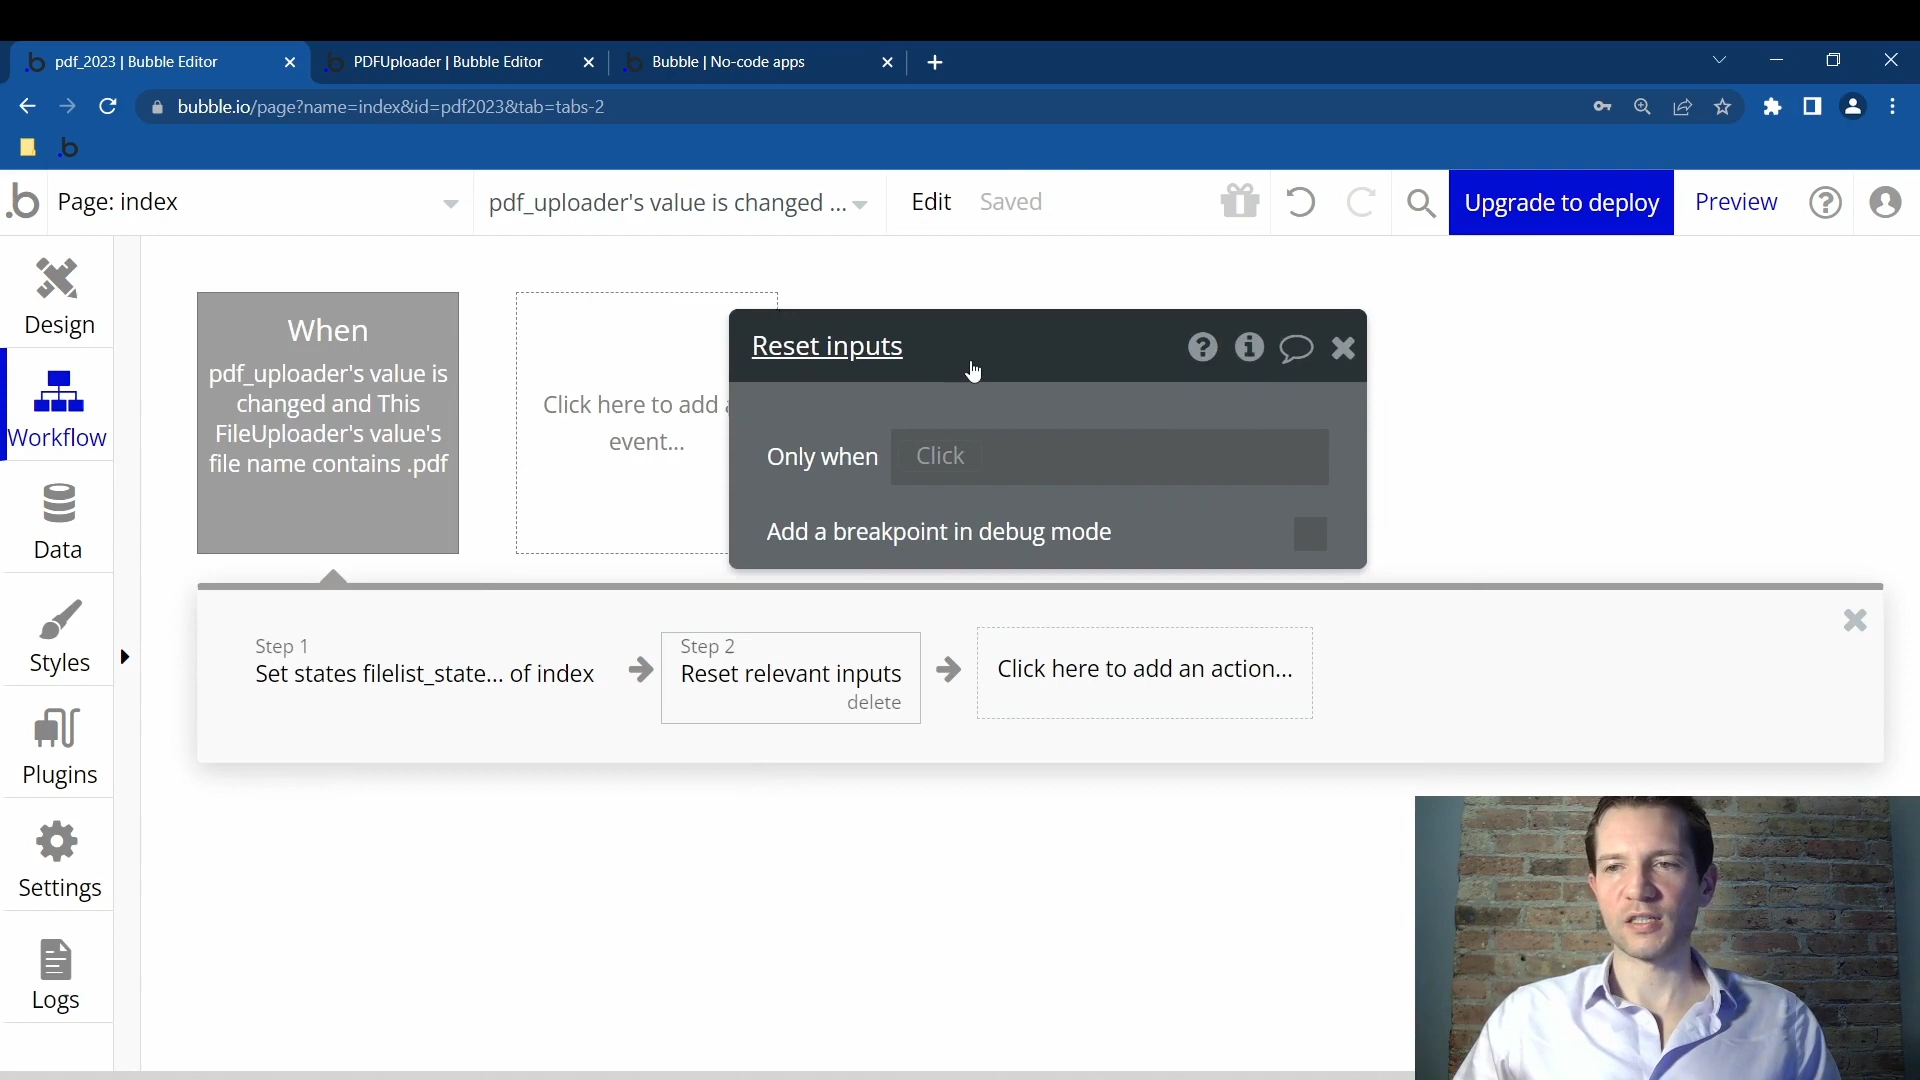 pdf_2023 | Bubble Editor
PDFUploader | Bubble Editor
Bubble | No-code apps
bubble.io/page?name=index&id=pdf2023&tab=tabs-2
Page: index
pdf_uploader's value is changed ...
Edit
Saved
Upgrade to deploy
Preview
Design
Workflow
Data
Styles
Plugins
Settings
Logs
When
pdf_uploader's value is
changed and This
FileUploader's value's
file name contains .pdf
Click here to add
event...
Reset inputs
Only when
Click
Add a breakpoint in debug mode
Step 1
Set states filelist_state... of index
Step 2
Reset relevant inputs
delete
Click here to add an action...